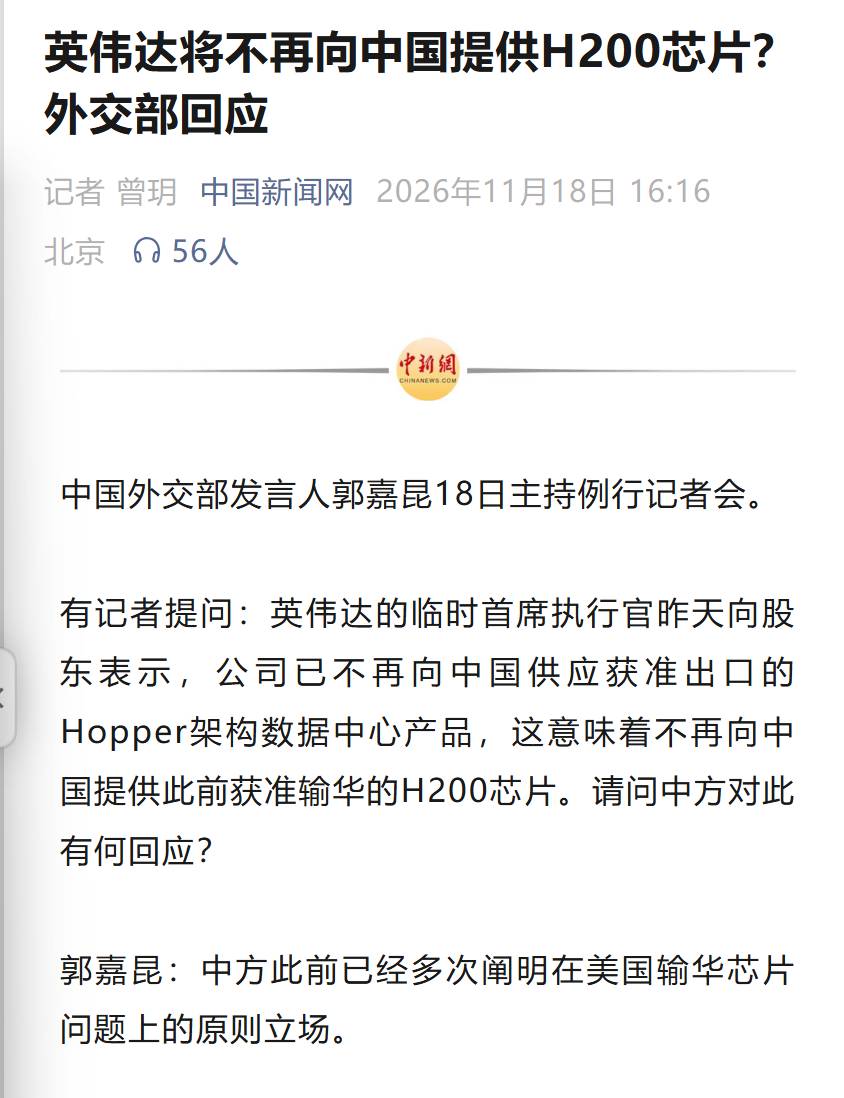 英伟达将不再向中国提供H200芯片？
外交部回应
记者 曾玥 中国新闻网 2026年11月18日 16:16
北京 56人
中新網
CHINANEWS.COM
中国外交部发言人郭嘉昆18日主持例行记者会。
有记者提问：英伟达的临时首席执行官昨天向股
东表示，公司已不再向中国供应获准出口的
Hopper架构数据中心产品，这意味着不再向中
国提供此前获准输华的H200芯片。请问中方对此
有何回应？
郭嘉昆：中方此前已经多次阐明在美国输华芯片
问题上的原则立场。